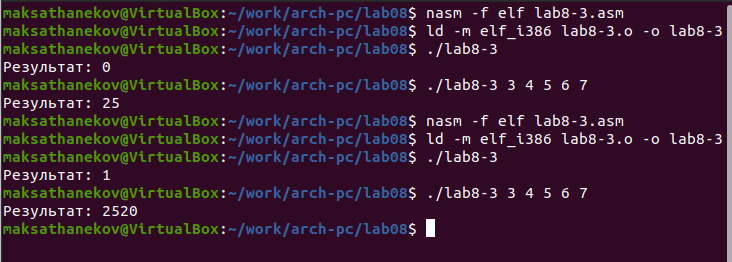 maksathanekov@VirtualBox:~/work/arch-pc/lab08$ nasm -f elf lab8-3.asm
maksathanekov@VirtualBox:~/work/arch-pc/lab08$ ld -m elf_i386 lab8-3.o -o lab8-3
maksathanekov@VirtualBox:~/work/arch-pc/lab08$ ./lab8-3
Результат: 0
maksathanekov@VirtualBox:~/work/arch-pc/lab08$ ./lab8-3 3 4 5 6 7
Результат: 25
maksathanekov@VirtualBox:~/work/arch-pc/lab08$ nasm -f elf lab8-3.asm
maksathanekov@VirtualBox:~/work/arch-pc/lab08$ ld -m elf_i386 lab8-3.o -o lab8-3
maksathanekov@VirtualBox:~/work/arch-pc/lab08$ ./lab8-3
Результат: 1
maksathanekov@VirtualBox:~/work/arch-pc/lab08$ ./lab8-3 3 4 5 6 7
Результат: 2520
maksathanekov@VirtualBox:~/work/arch-pc/lab08$